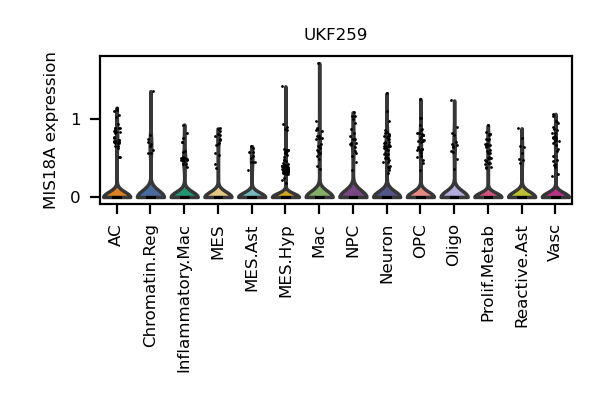 UKF259
MIS18A expression
1
0
AC
Chromatin.Reg
Inflammatory.Mac
MES
MES.Ast
MES.Hyp
Mac
NPC
Neuron
OPC
Oligo
Prolif.Metab
Reactive.Ast
Vasc